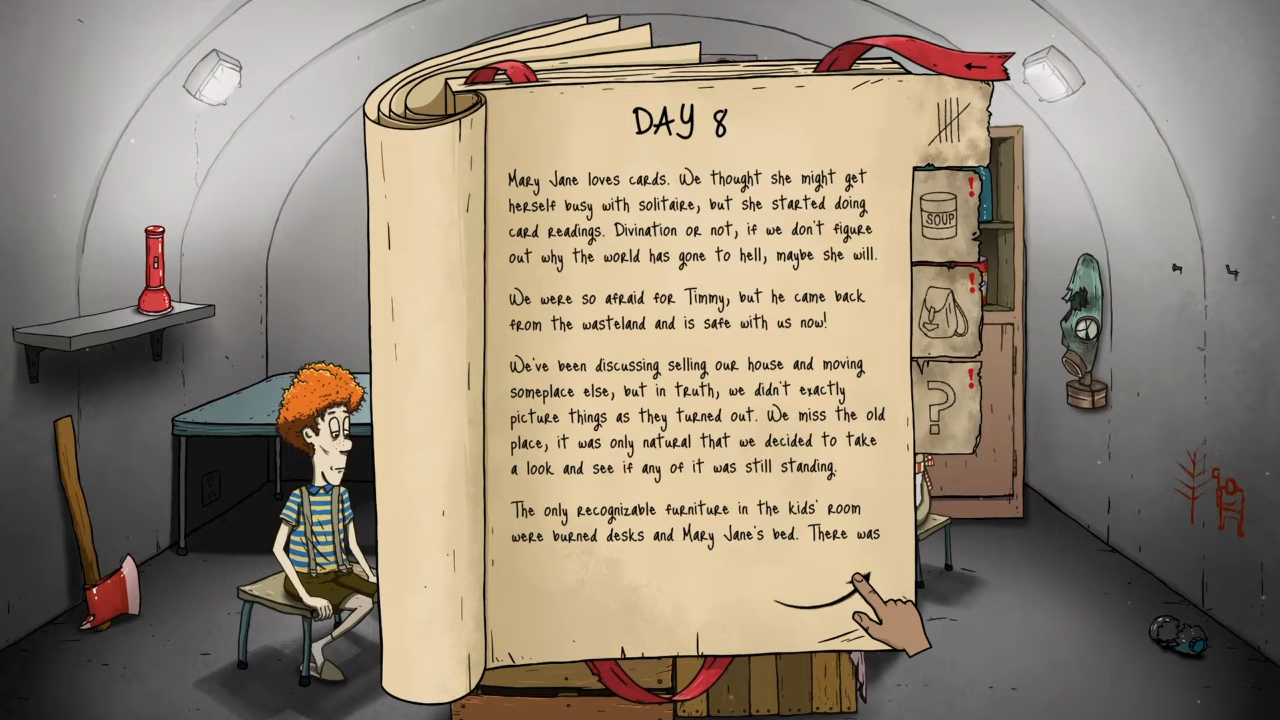 DAY 8
Mary Jane loves cards. We thought she might get
herself busy with solitaire, but she started doing
card readings. Divination or not, if we don't figure
out why the world has gone to hell, maybe she will.
We were so afraid for Timmy, but he came back
from the wasteland and is safe with us now!
We've been discussing selling our house and moving
someplace else, but in truth, we didn't exactly
picture things as they turned out. We miss the old
place, it was only natural that we decided to take
a look and see if any of it was still standing.
The only recognizable furniture in the kids' room
were burned desks and Mary Jane's bed. There was
!
SOUP
!
!
?